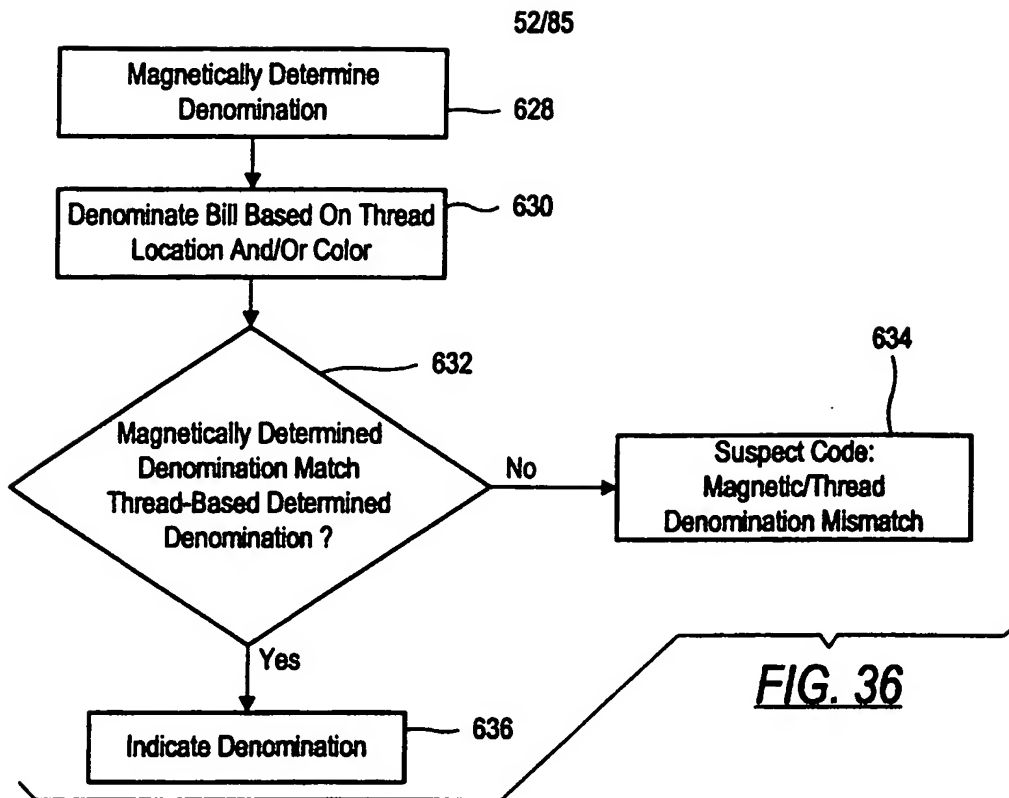 52/85
Magnetically Determine
Denomination
628
Denominate Bill Based On Thread
Location And/Or Color
630
632
Magnetically Determined
Denomination Match
Thread-Based Determined
Denomination ?
No
634
Suspect Code:
Magnetic/Thread
Denomination Mismatch
Yes
Indicate Denomination
636
FIG. 36